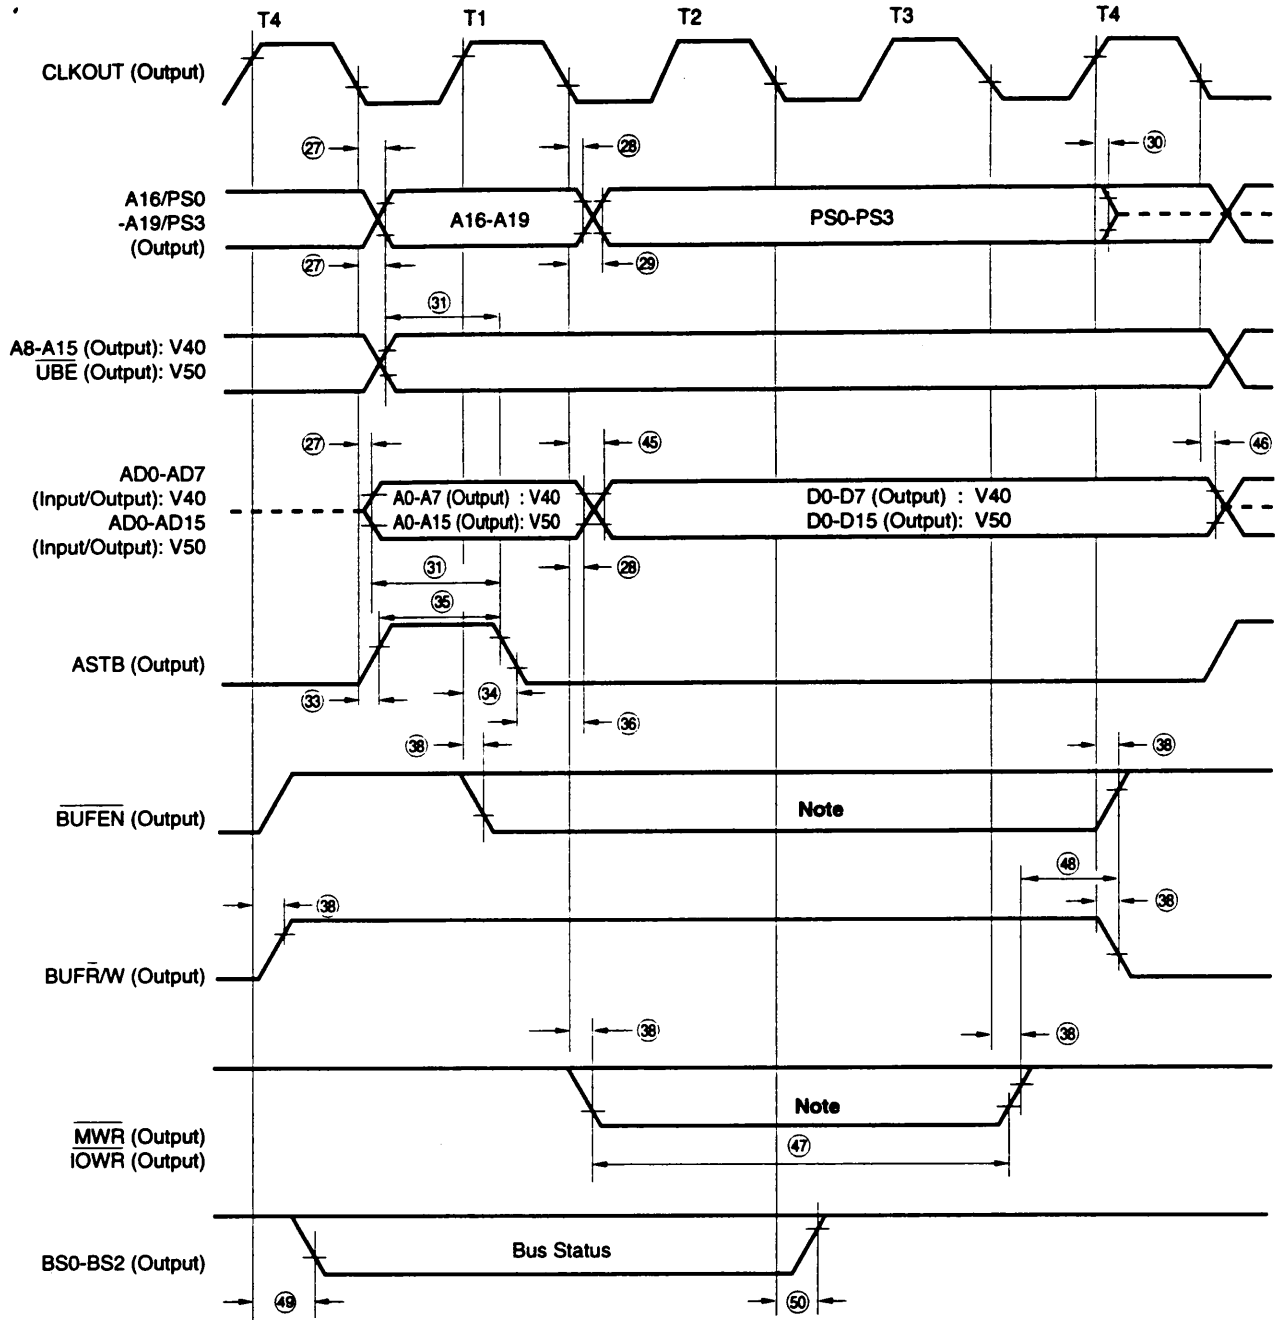 T4 T1 T2 T3 T4
CLKOUT (Output)
27 28 30
A16/PS0
-A19/PS3
(Output)
A16-A19 PS0-PS3
27 29
31
A8-A15 (Output): V40
UBE (Output): V50
27 45 46
AD0-AD7
(Input/Output): V40
AD0-AD15
(Input/Output): V50
A0-A7 (Output) : V40
A0-A15 (Output): V50
D0-D7 (Output) : V40
D0-D15 (Output): V50
31 28
35
ASTB (Output)
33 34
36
38 38
BUFEN (Output)
Note
48
38 38
BUFR̄/W (Output)
38 38
Note
MWR (Output)
IOWR (Output)
47
BS0-BS2 (Output)
Bus Status
49 50